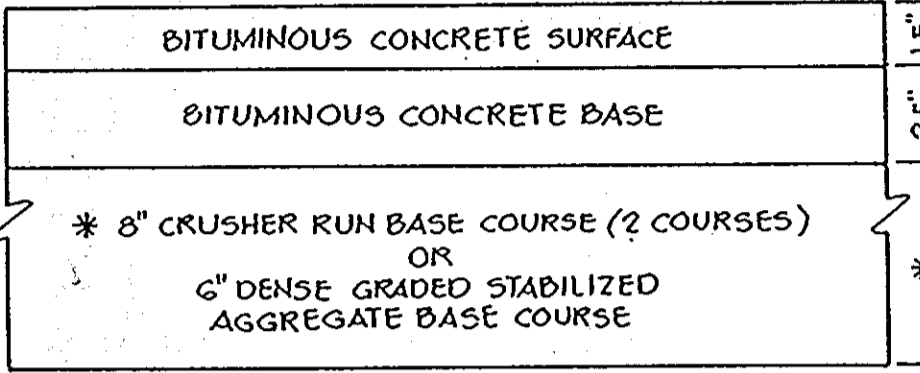 BITUMINOUS CONCRETE SURFACE
BITUMINOUS CONCRETE BASE
* 8" CRUSHER RUN BASE COURSE (2 COURSES)
OR
6" DENSE GRADED STABILIZED
AGGREGATE BASE COURSE
*